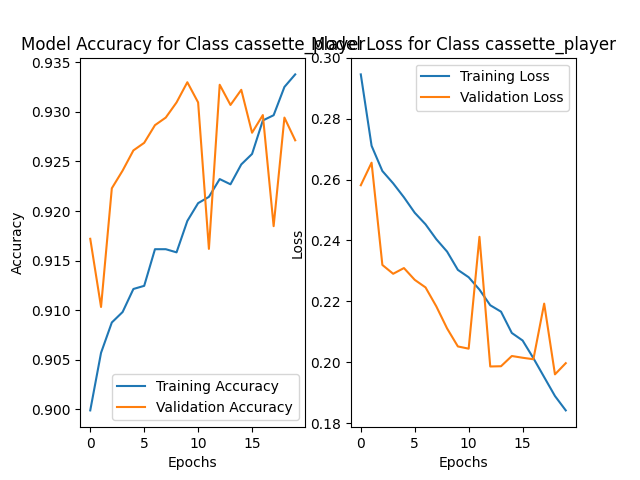 Model Accuracy for Class cassette_player
Model Loss for Class cassette_player
0.935
0.930
0.925
0.920
0.915
0.910
0.905
0.900
Accuracy
Training Accuracy
Validation Accuracy
0 5 10 15
Epochs
0.30
0.28
0.26
0.24
0.22
0.20
0.18
Loss
Training Loss
Validation Loss
0 5 10 15
Epochs